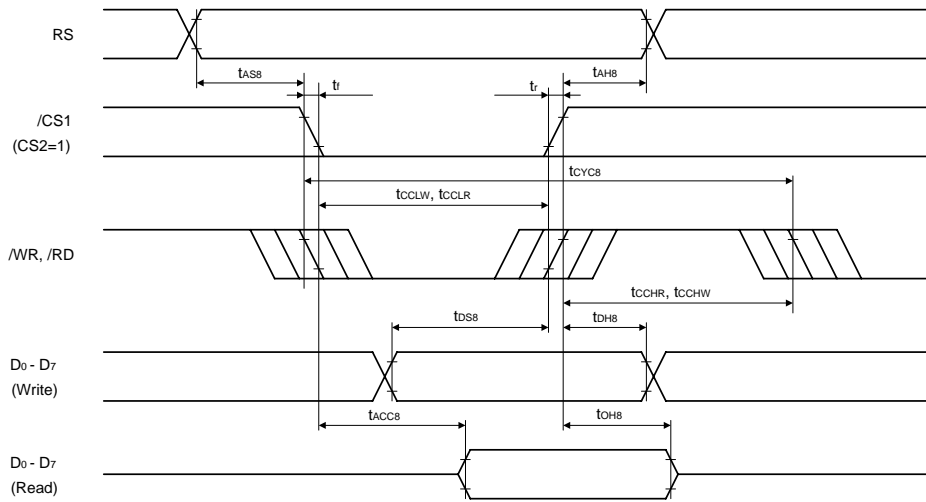 RS
tAS8
tf
tr
tAH8
/CS1
(CS2=1)
tCYC8
tCCLW, tCCLR
/WR, /RD
tCCHR, tCCHW
tDS8
tDH8
D0 - D7
(Write)
tACC8
tOH8
D0 - D7
(Read)